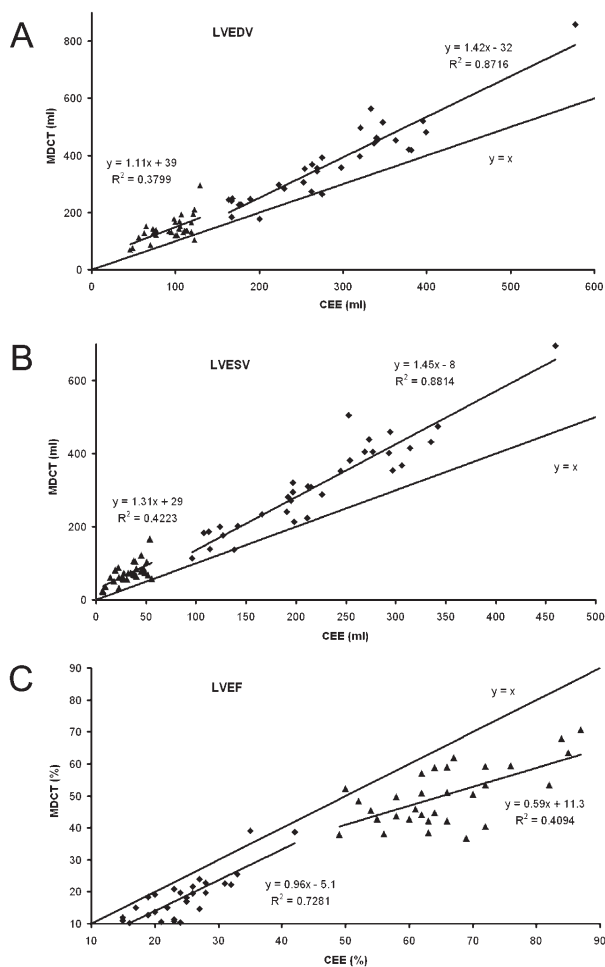 A
LVEDV
800
600
400
200
0
MDCT (ml)
y = 1.42x - 32
R² = 0.8716
y = 1.11x + 39
R² = 0.3799
y = x
0 100 200 300 400 500 600
CEE (ml)
B
LVESV
600
400
200
0
MDCT (ml)
y = 1.45x - 8
R² = 0.8814
y = 1.31x + 29
R² = 0.4223
y = x
0 50 100 150 200 250 300 350 400 450 500
CEE (ml)
C
LVEF
90
80
70
60
50
40
30
20
10
MDCT (%)
y = x
y = 0.59x + 11.3
R² = 0.4094
y = 0.96x - 5.1
R² = 0.7281
10 20 30 40 50 60 70 80 90
CEE (%)